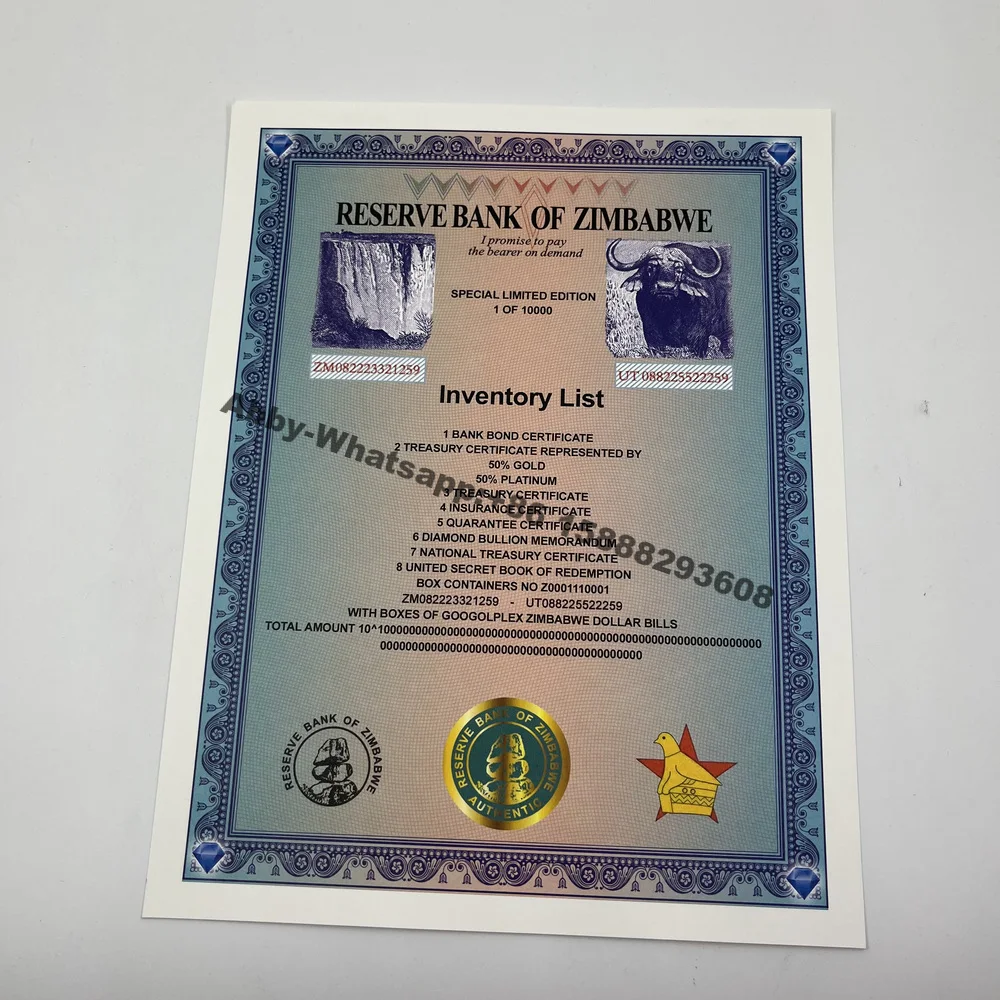 RESERVE BANK OF ZIMBABWE
I promise to pay
the bearer on demand
SPECIAL LIMITED EDITION
1 OF 10000
ZM082223321259
UT 088225522259
Inventory List
1 BANK BOND CERTIFICATE
2 TREASURY CERTIFICATE REPRESENTED BY
50% GOLD
50% PLATINUM
3 TREASURY CERTIFICATE
4 INSURANCE CERTIFICATE
5 QUARANTEE CERTIFICATE
6 DIAMOND BULLION MEMORANDUM
7 NATIONAL TREASURY CERTIFICATE
8 UNITED SECRET BOOK OF REDEMPTION
BOX CONTAINERS NO Z0001110001
ZM082223321259 - UT088225522259
WITH BOXES OF GOOGOLPLEX ZIMBABWE DOLLAR BILLS
TOTAL AMOUNT 10^1000000000000000000000000000000000000000000000000000000000000
000000000000000000000000000000000000000000
Whatsapp:+86 15888293608
RESERVE BANK OF ZIMBABWE
RESERVE BANK OF ZIMBABWE
AUTHENTIC